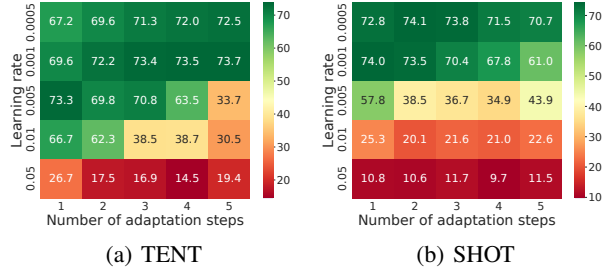 Learning rate
0.0005 67.2 69.6 71.3 72.0 72.5
0.0001 69.6 72.2 73.4 73.5 73.7
0.005 73.3 69.8 70.8 63.5 33.7
0.01 66.7 62.3 38.5 38.7 30.5
0.05 26.7 17.5 16.9 14.5 19.4
1 2 3 4 5
Number of adaptation steps
70
60
50
40
30
20
(a) TENT
Learning rate
0.0005 72.8 74.1 73.8 71.5 70.7
0.0001 74.0 73.5 70.4 67.8 61.0
0.005 57.8 38.5 36.7 34.9 43.9
0.01 25.3 20.1 21.6 21.0 22.6
0.05 10.8 10.6 11.7 9.7 11.5
1 2 3 4 5
Number of adaptation steps
70
60
50
40
30
20
10
(b) SHOT